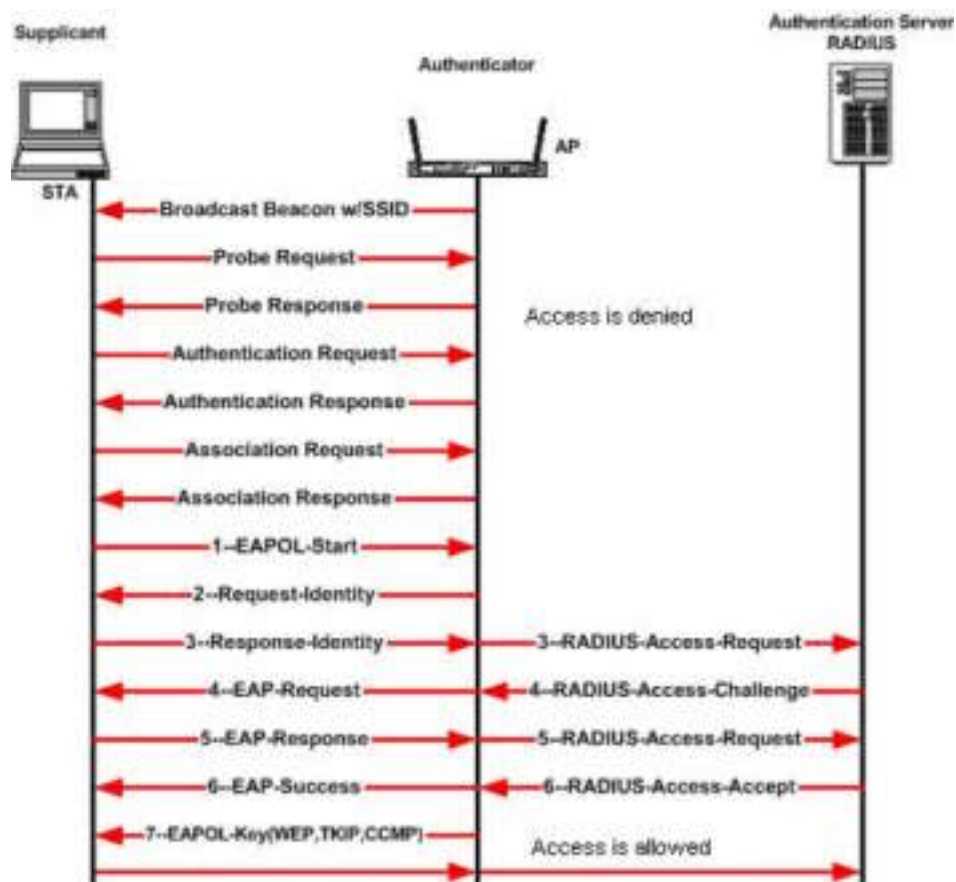 Supplicant
Authenticator
Authentication Server
RADIUS
STA
AP
Broadcast Beacon w/SSID
Probe Request
Probe Response
Access is denied
Authentication Request
Authentication Response
Association Request
Association Response
1--EAPOL-Start
2--Request-Identity
3--Response-Identity
3--RADIUS-Access-Request
4--EAP-Request
4--RADIUS-Access-Challenge
5--EAP-Response
5--RADIUS-Access-Request
6--EAP-Success
6--RADIUS-Access-Accept
7--EAPOL-Key(WEP,TKIP,CCMP)
Access is allowed